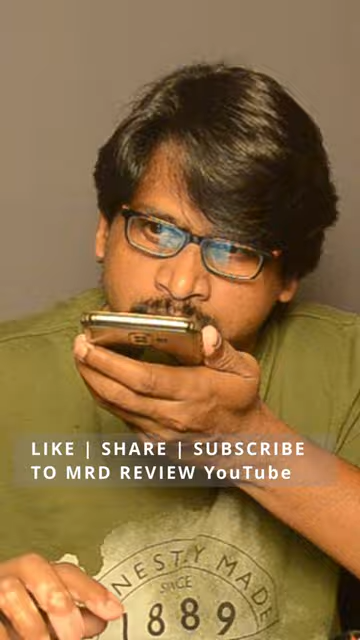 LIKE | SHARE | SUBSCRIBE
TO MRD REVIEW YouTube
NESTY MADE
SINCE
1889